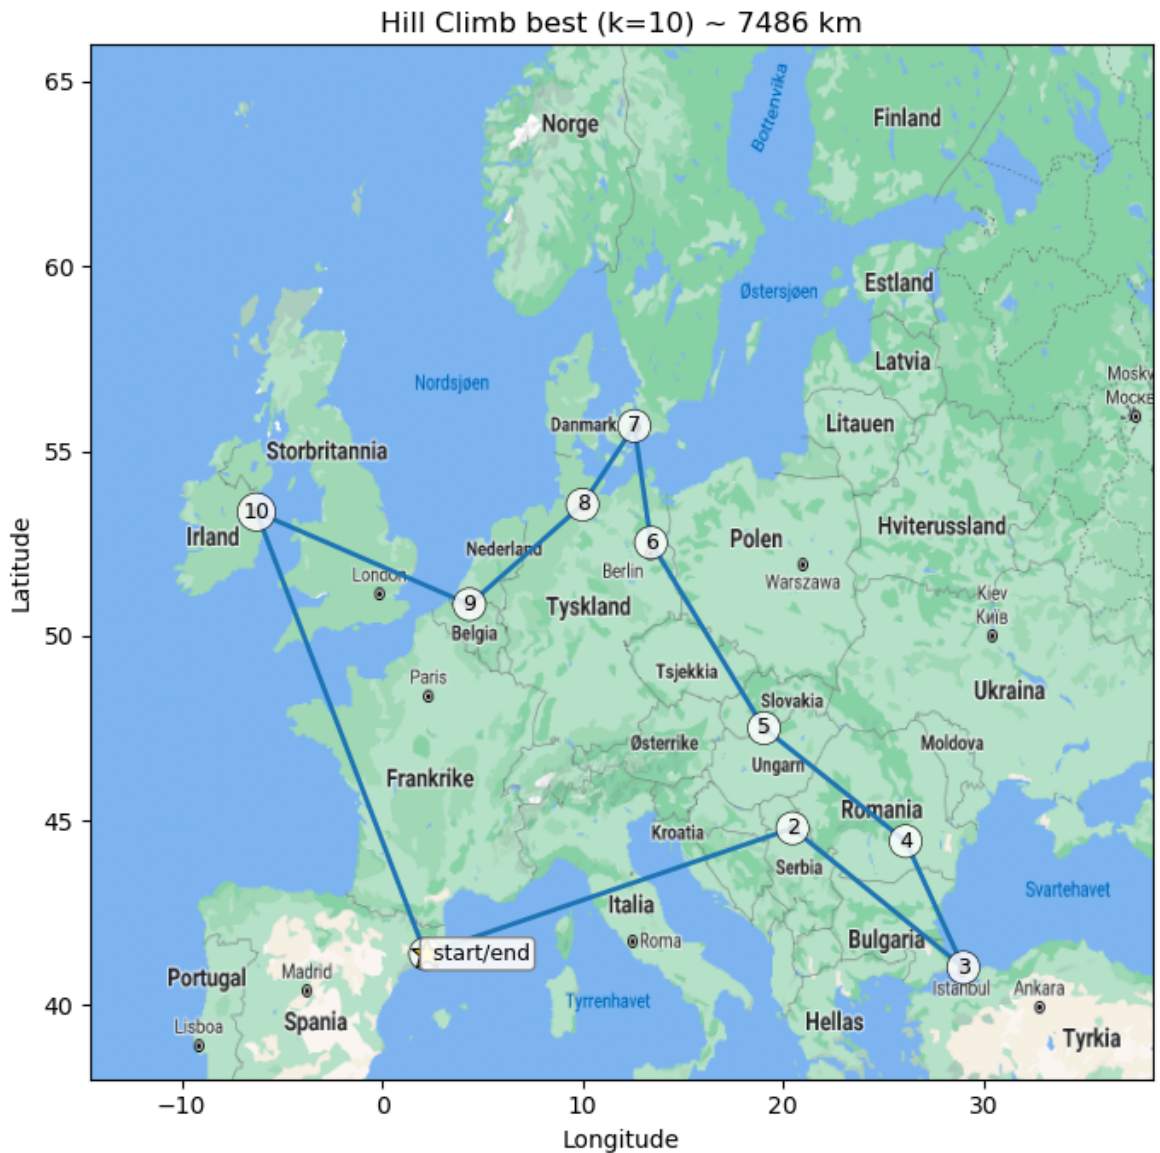 Hill Climb best (k=10) ~ 7486 km
65
60
55
50
45
40
Latitude
−10
0
10
20
30
Longitude
Norge
Bottenvika
Finland
Østersjøen
Estland
Latvia
Nordsjøen
Moskv
Москв
Danmark
7
Litauen
Storbritannia
10
8
Irland
Nederland
6
Polen
Hviterussland
London
Berlin
Warszawa
9
Tyskland
Kiev
Київ
Belgia
Paris
Tsjekkia
Slovakia
Ukraina
5
Østerrike
Ungarn
Moldova
Frankrike
Romania
2
Kroatia
4
Serbia
Svartehavet
Italia
start/end
Roma
Bulgaria
Portugal
Madrid
3
Istanbul
Ankara
Tyrrenhavet
Lisboa
Spania
Hellas
Tyrkia